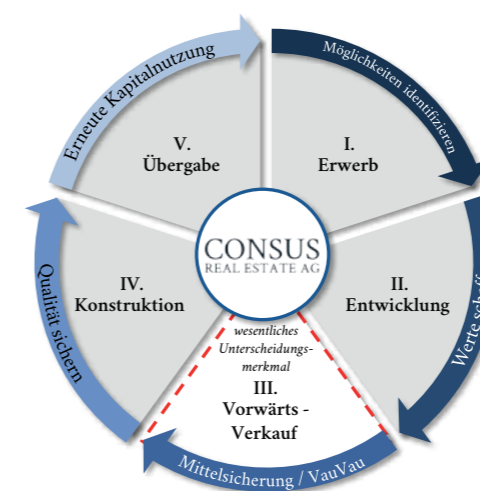 Erneute Kapitalnutzung
Möglichkeiten identifizieren
V.
Übergabe
I.
Erwerb
CONSUS
REAL ESTATE AG
IV.
Konstruktion
II.
Entwicklung
Qualität sichern
Werte
wesentliches
Unterscheidungs-
merkmal
III.
Vorwärts -
Verkauf
Mittelsicherung / VauVau